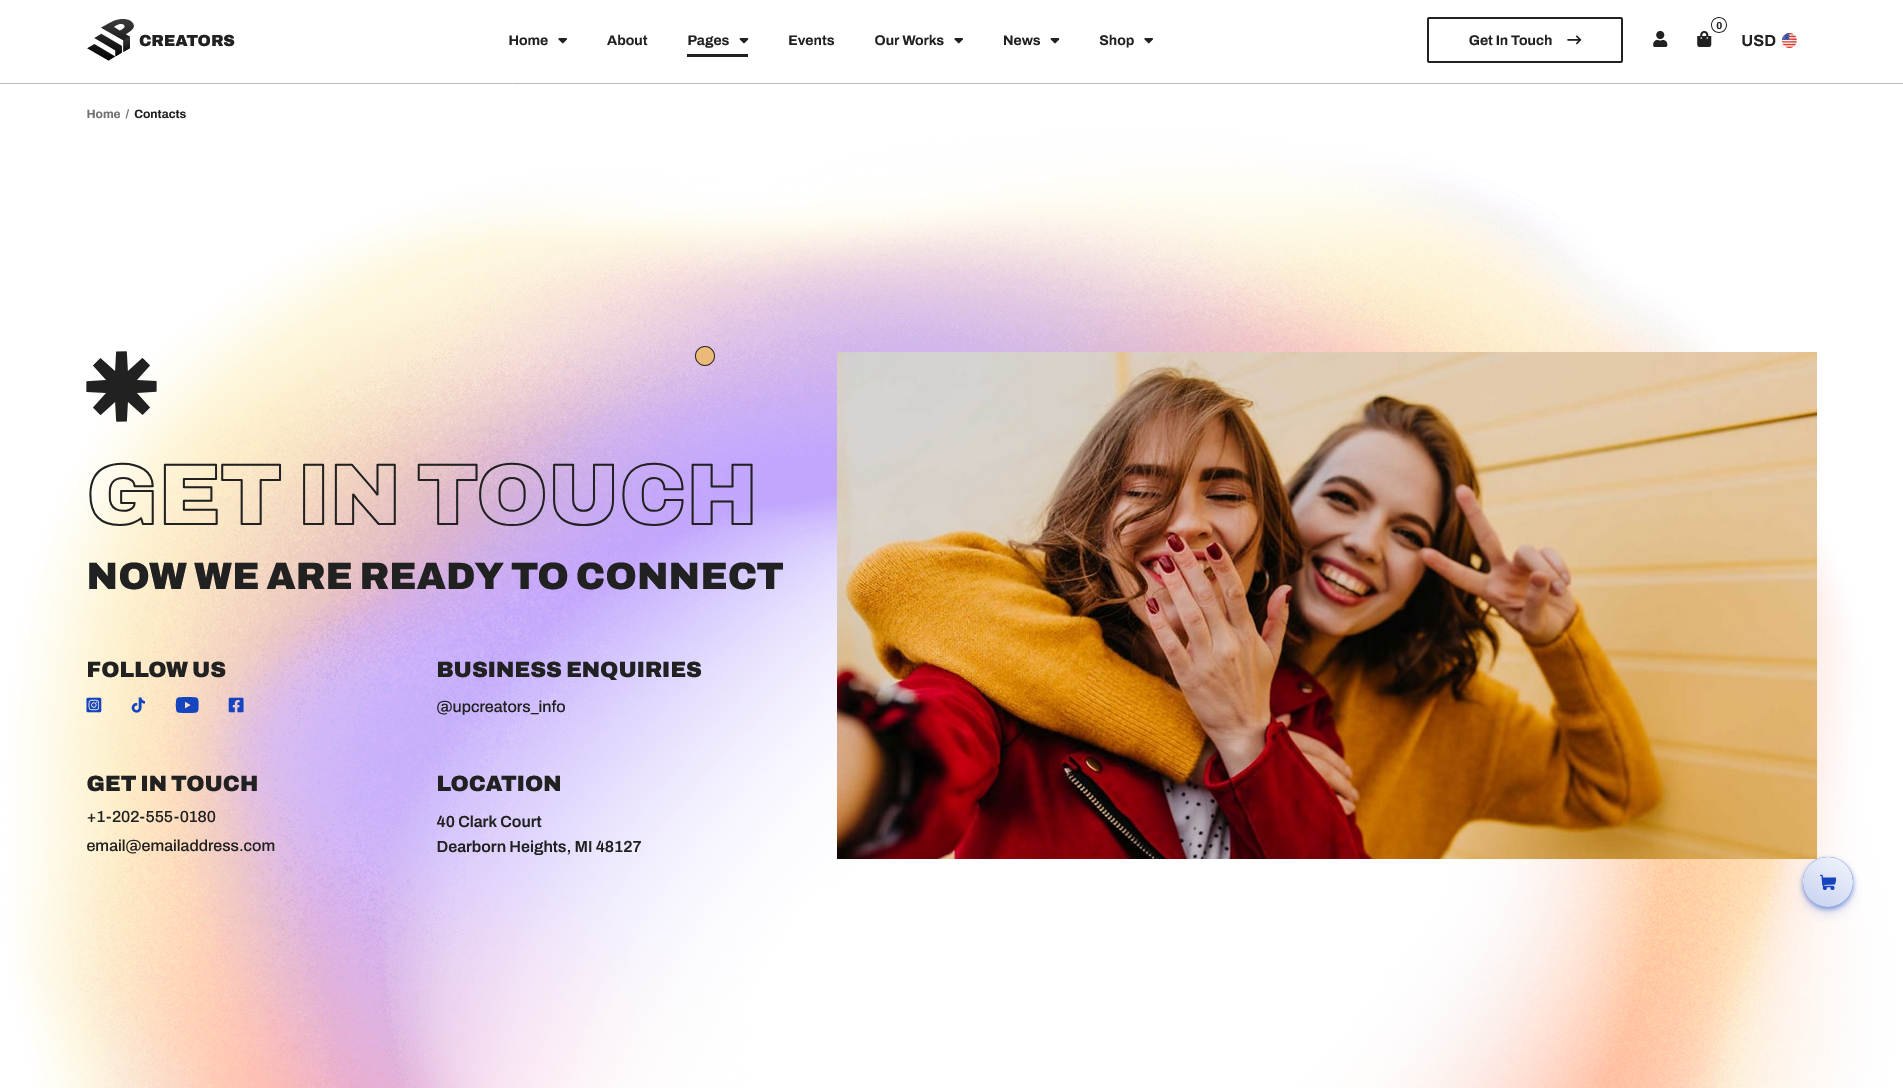 CREATORS
Home
About
Pages
Events
Our Works
News
Shop
Get In Touch
0
USD
Home / Contacts
GET IN TOUCH
NOW WE ARE READY TO CONNECT
FOLLOW US
BUSINESS ENQUIRIES
@upcreators_info
GET IN TOUCH
+1-202-555-0180
email@emailaddress.com
LOCATION
40 Clark Court
Dearborn Heights, MI 48127